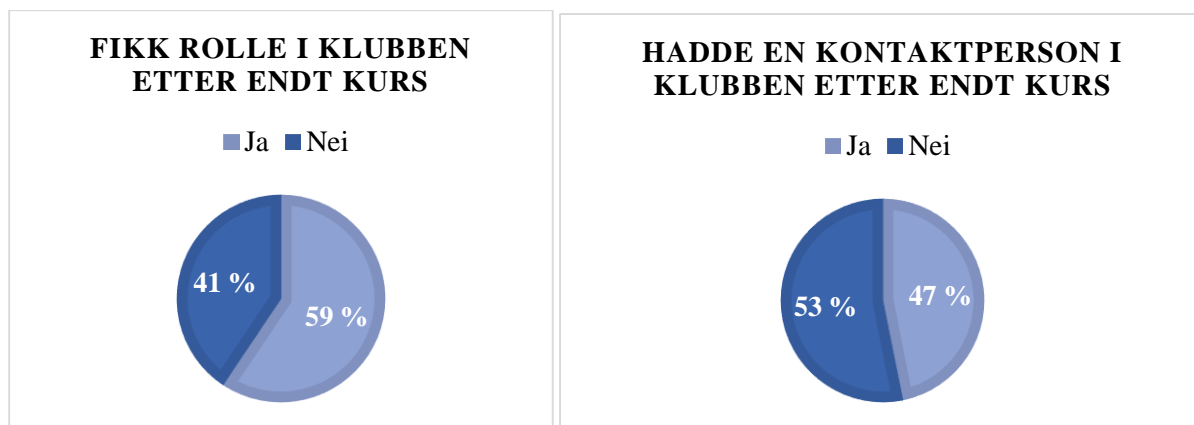 FIKK ROLLE I KLUBBEN
ETTER ENDT KURS
Ja Nei
41 %
59 %
HADDE EN KONTAKTPERSON I
KLUBBEN ETTER ENDT KURS
Ja Nei
53 %
47 %